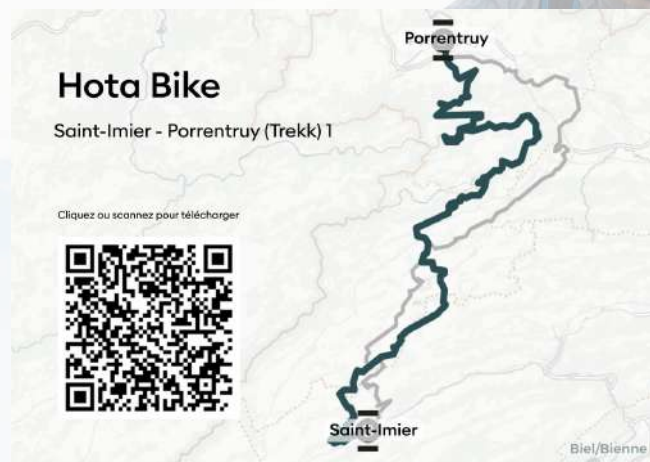 Porrentruy
Hota Bike
Saint-Imier - Porrentruy (Trekk) 1
Cliquez ou scannez pour télécharger
Saint-Imier
Biel/Bienne